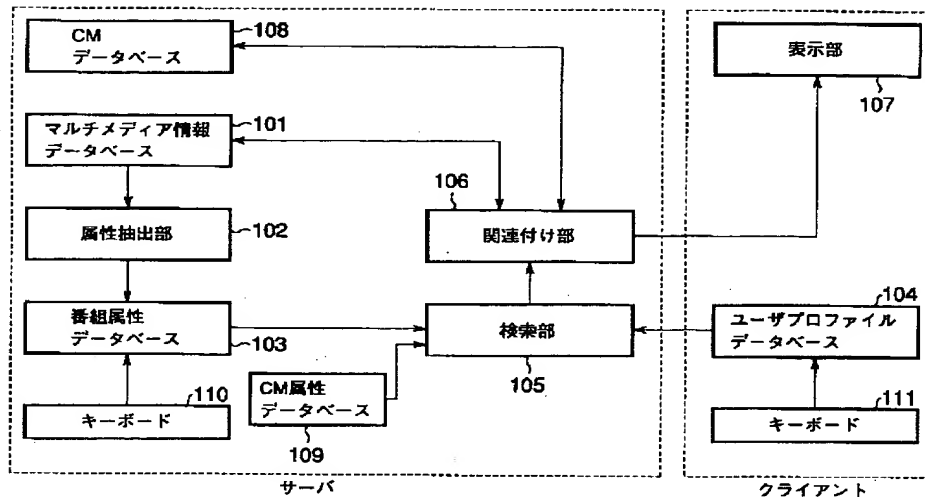 CM
データベース
108
マルチメディア情報
データベース
101
属性抽出部
102
番組属性
データベース
103
キーボード
110
CM属性
データベース
109
106
関連付け部
検索部
105
サーバ
表示部
107
104
ユーザプロファイル
データベース
111
キーボード
クライアント